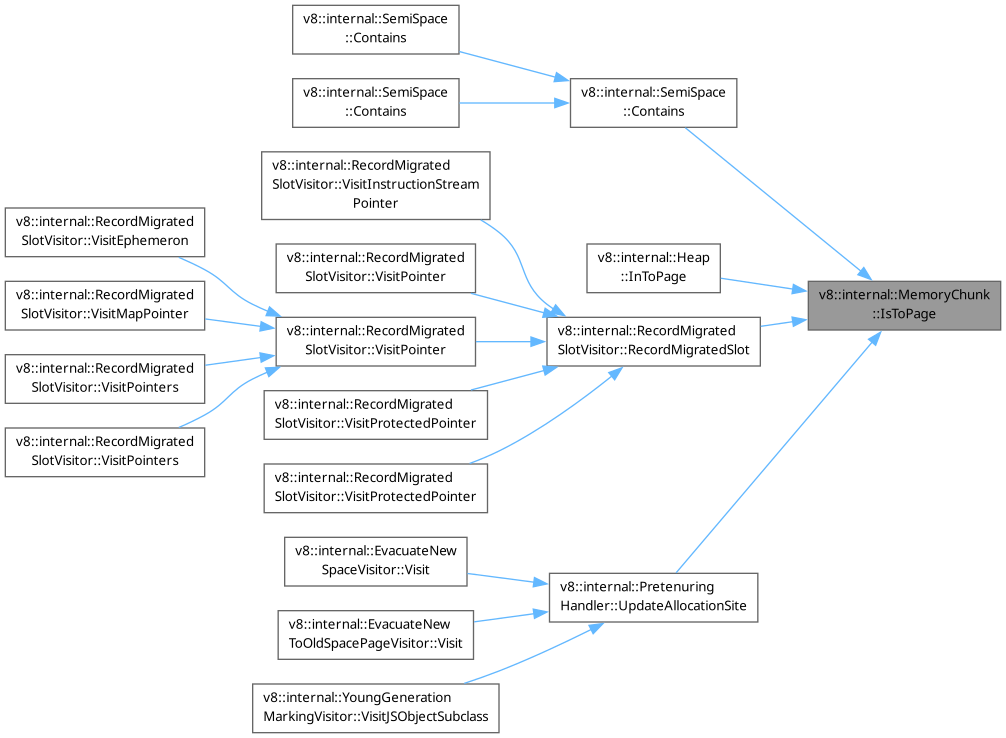 v8::internal::SemiSpace
::Contains
v8::internal::SemiSpace
::Contains
v8::internal::SemiSpace
::Contains
v8::internal::RecordMigrated
SlotVisitor::VisitInstructionStream
Pointer
v8::internal::RecordMigrated
SlotVisitor::VisitEphemeron
v8::internal::RecordMigrated
SlotVisitor::VisitPointer
v8::internal::Heap
::InToPage
v8::internal::MemoryChunk
::IsToPage
v8::internal::RecordMigrated
SlotVisitor::VisitMapPointer
v8::internal::RecordMigrated
SlotVisitor::VisitPointer
v8::internal::RecordMigrated
SlotVisitor::RecordMigratedSlot
v8::internal::RecordMigrated
SlotVisitor::VisitPointers
v8::internal::RecordMigrated
SlotVisitor::VisitProtectedPointer
v8::internal::RecordMigrated
SlotVisitor::VisitPointers
v8::internal::RecordMigrated
SlotVisitor::VisitProtectedPointer
v8::internal::EvacuateNew
SpaceVisitor::Visit
v8::internal::Pretenuring
Handler::UpdateAllocationSite
v8::internal::EvacuateNew
ToOldSpacePageVisitor::Visit
v8::internal::YoungGeneration
MarkingVisitor::VisitJSObjectSubclass